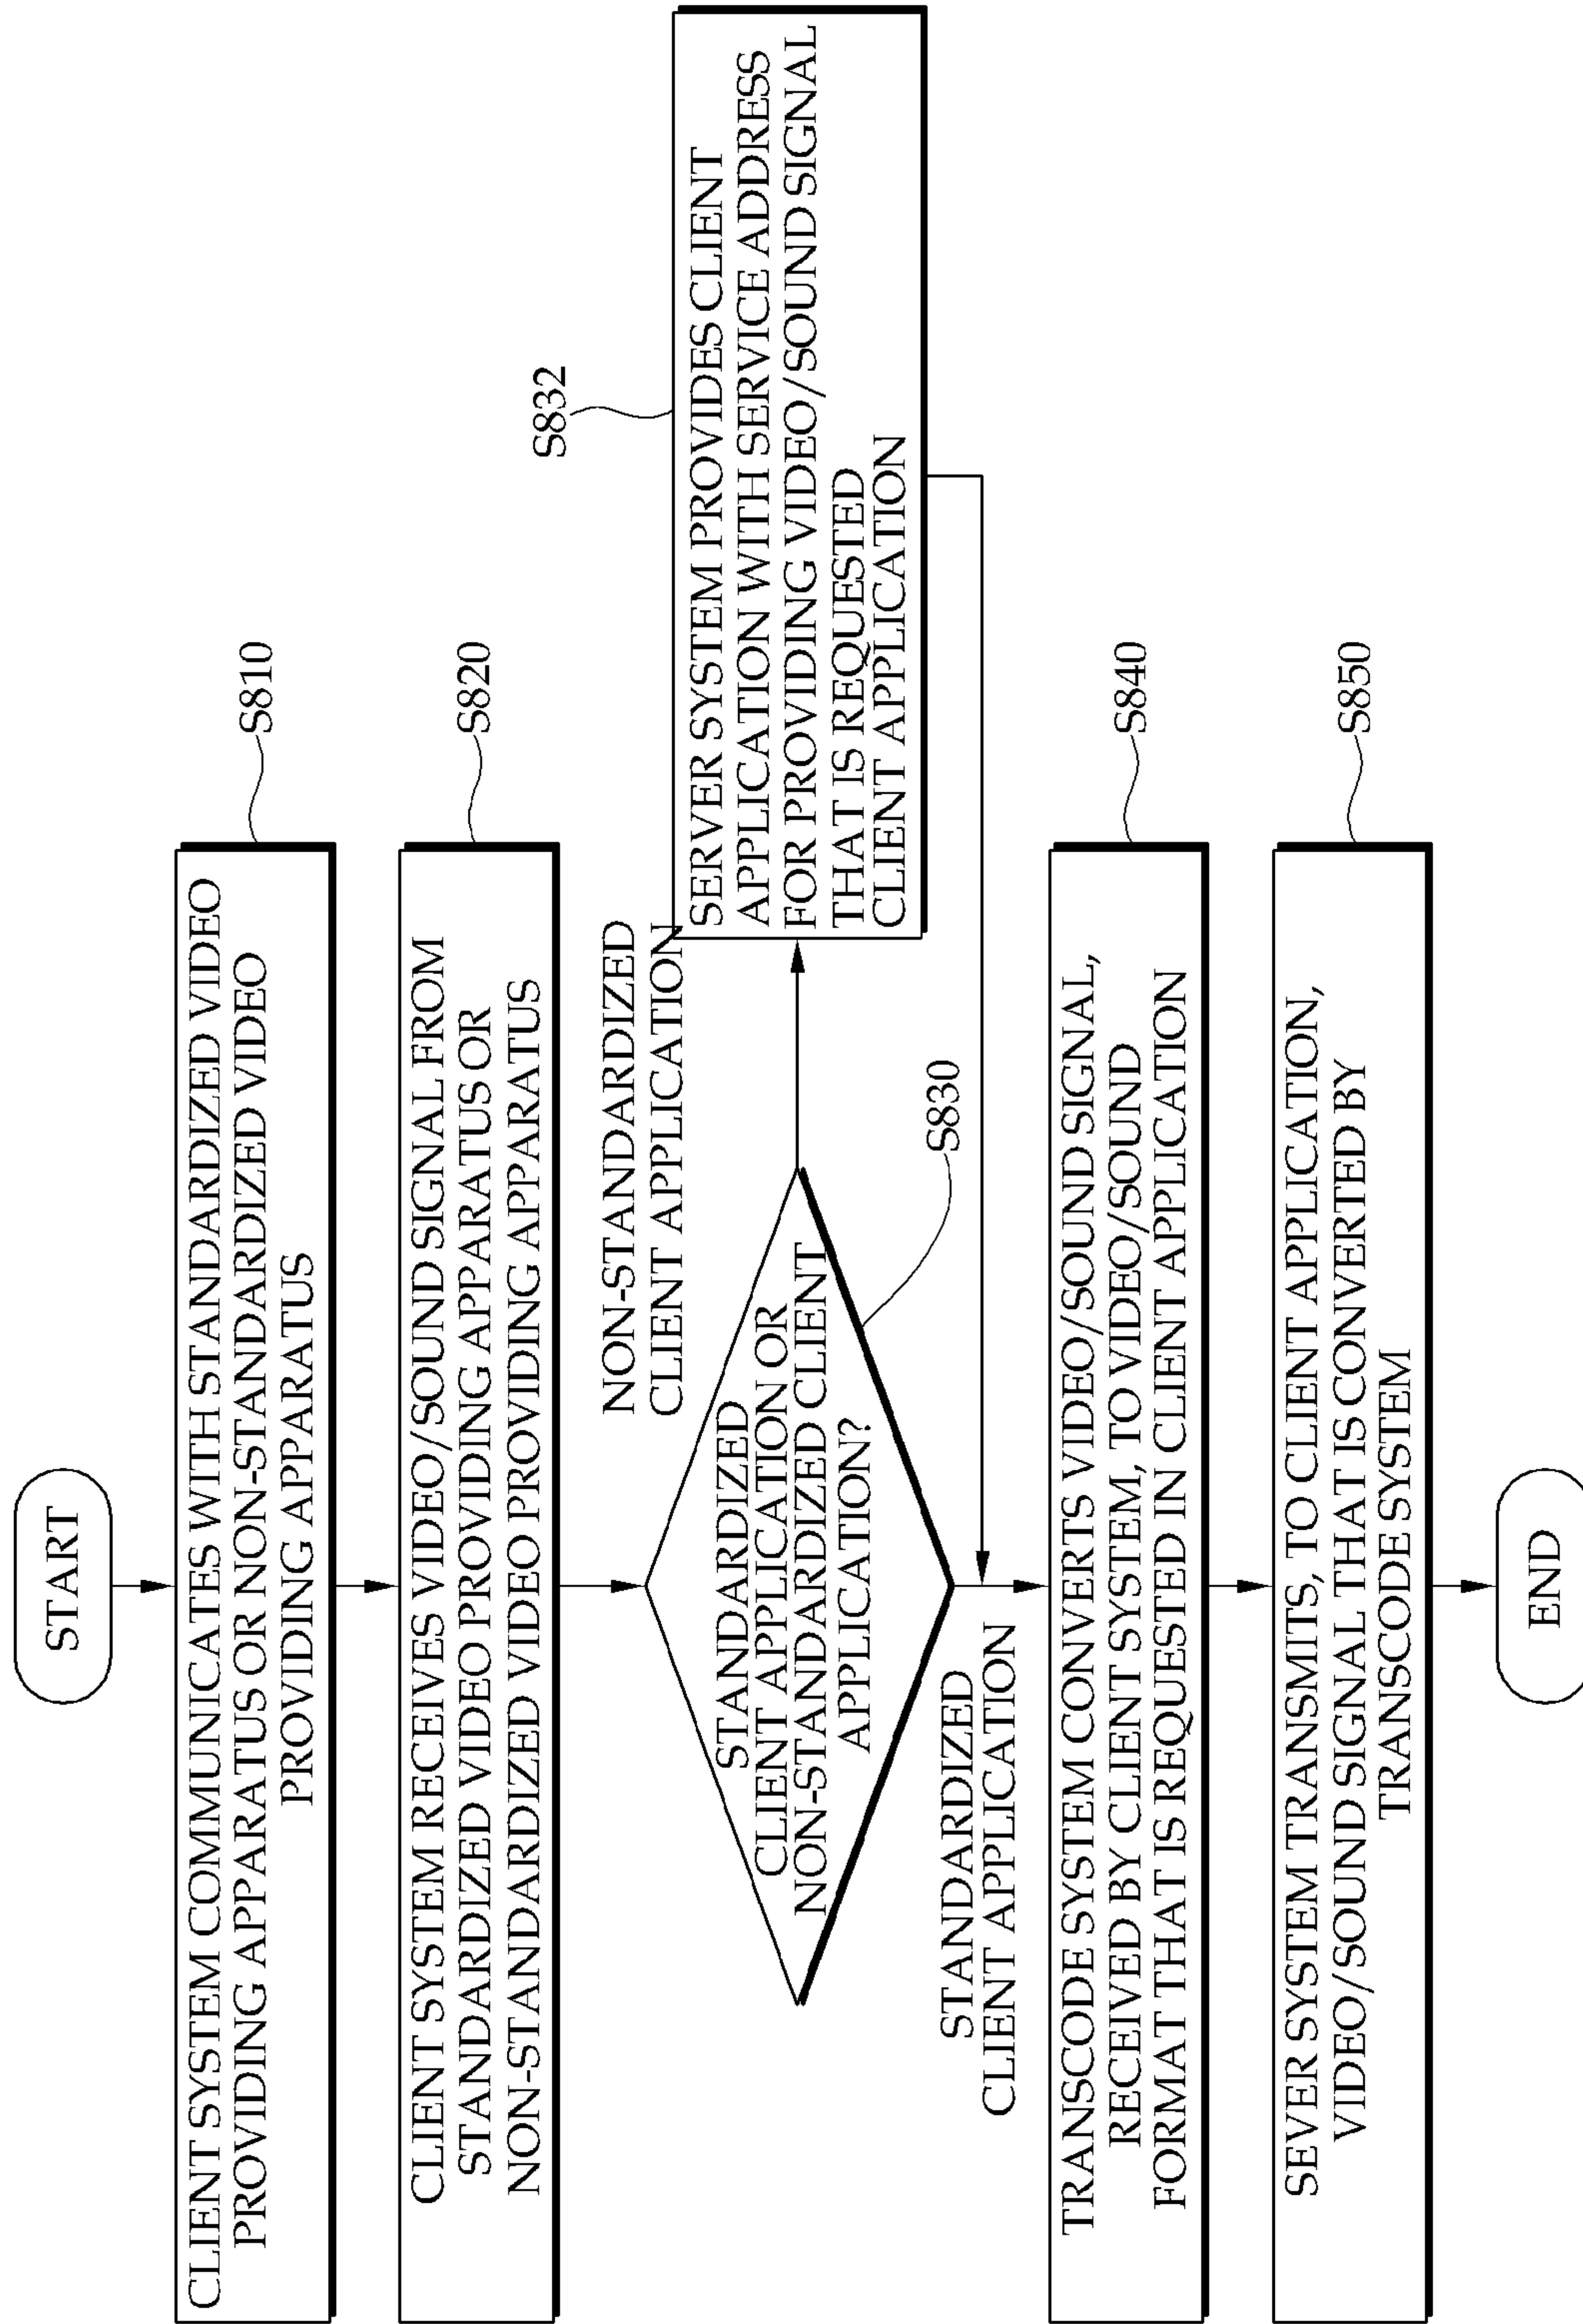 START
CLIENT SYSTEM COMMUNICATES WITH STANDARDIZED VIDEO
PROVIDING APPARATUS OR NON-STANDARDIZED VIDEO
PROVIDING APPARATUS
S810
CLIENT SYSTEM RECEIVES VIDEO/SOUND SIGNAL FROM
STANDARDIZED VIDEO PROVIDING APPARATUS OR
NON-STANDARDIZED VIDEO PROVIDING APPARATUS
S820
STANDARDIZED
CLIENT APPLICATION OR
NON-STANDARDIZED CLIENT
APPLICATION?
S830
NON-STANDARDIZED
CLIENT APPLICATION
S832
SERVER SYSTEM PROVIDES CLIENT
APPLICATION WITH SERVICE ADDRESS
FOR PROVIDING VIDEO/SOUND SIGNAL
THAT IS REQUESTED
CLIENT APPLICATION
STANDARDIZED
CLIENT APPLICATION
TRANSCODE SYSTEM CONVERTS VIDEO/SOUND SIGNAL,
RECEIVED BY CLIENT SYSTEM, TO VIDEO/SOUND
FORMAT THAT IS REQUESTED IN CLIENT APPLICATION
S840
SEVER SYSTEM TRANSMITS, TO CLIENT APPLICATION,
VIDEO/SOUND SIGNAL THAT IS CONVERTED BY
TRANSCODE SYSTEM
S850
END